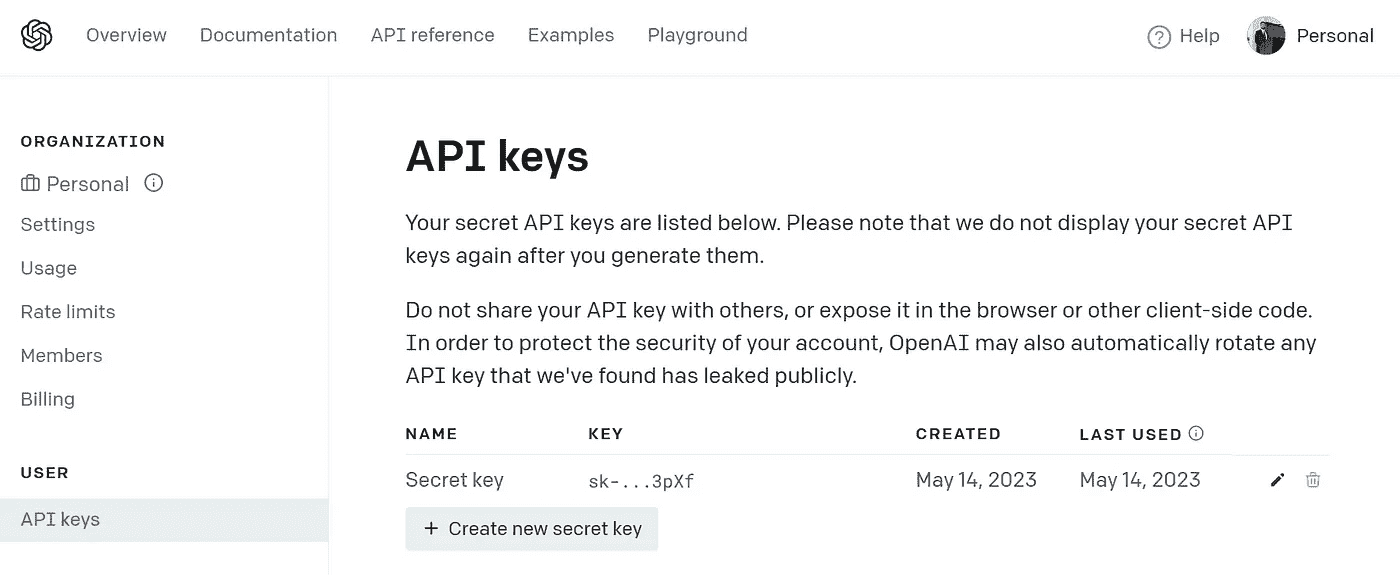 Overview Documentation API reference Examples Playground Help Personal
ORGANIZATION
Personal
Settings
Usage
Rate limits
Members
Billing
USER
API keys
API keys
Your secret API keys are listed below. Please note that we do not display your secret API
keys again after you generate them.
Do not share your API key with others, or expose it in the browser or other client-side code.
In order to protect the security of your account, OpenAI may also automatically rotate any
API key that we've found has leaked publicly.
NAME KEY CREATED LAST USED
Secret key sk-...3pXf May 14, 2023 May 14, 2023
+ Create new secret key